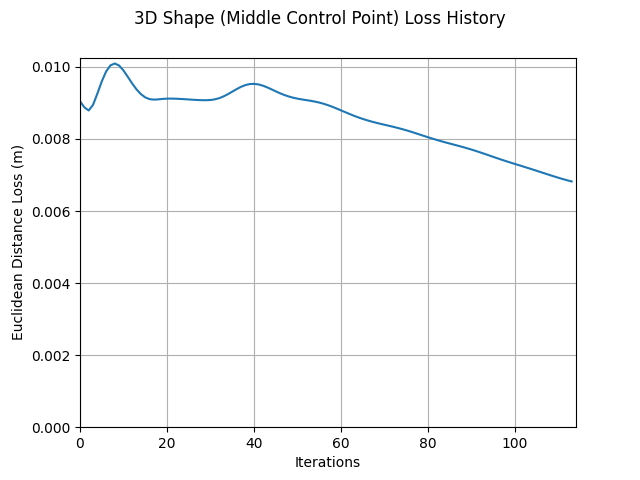 3D Shape (Middle Control Point) Loss History
Euclidean Distance Loss (m)
0.010
0.008
0.006
0.004
0.002
0.000
0 20 40 60 80 100
Iterations